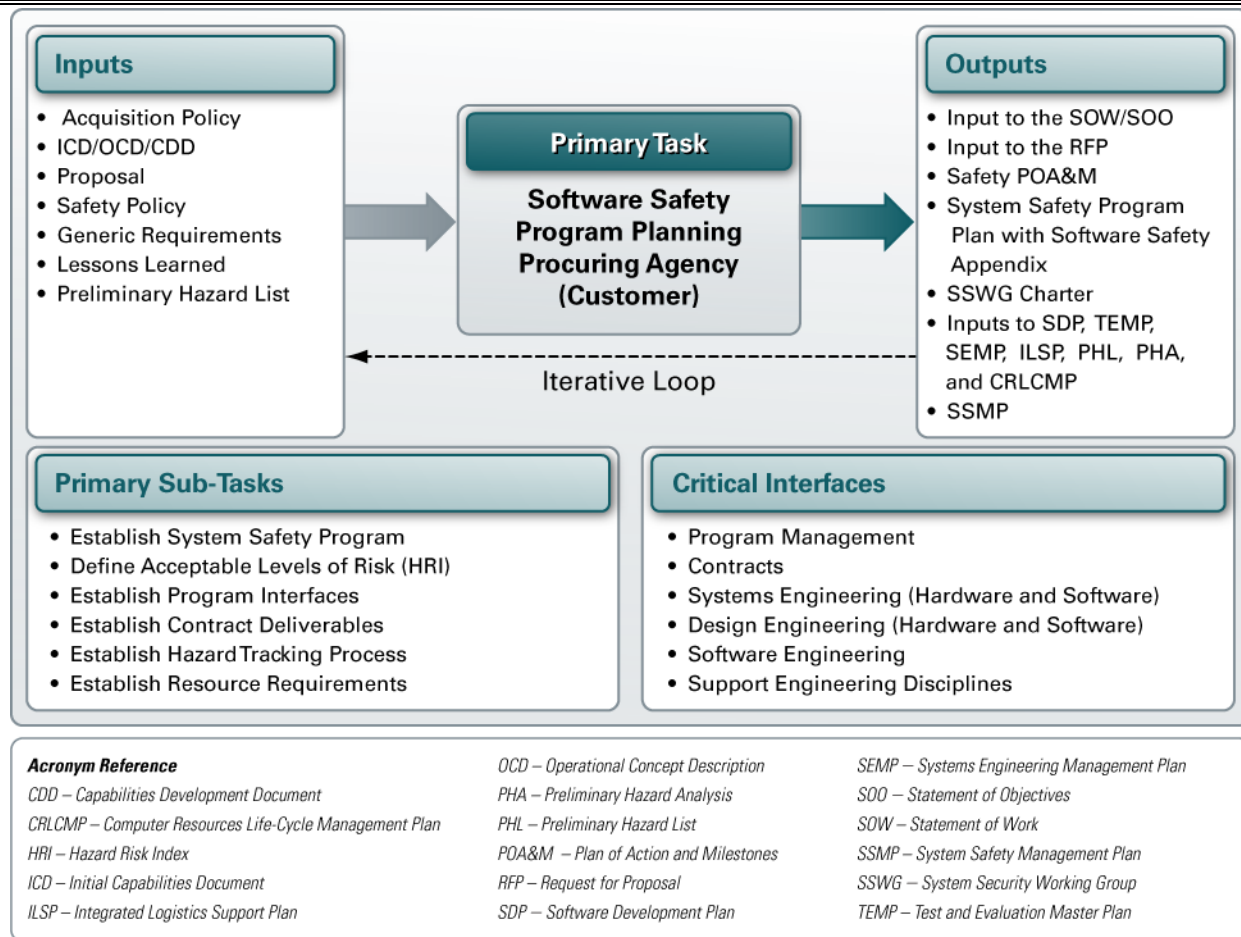 Inputs
• Acquisition Policy
• ICD/OCD/CDD
• Proposal
• Safety Policy
• Generic Requirements
• Lessons Learned
• Preliminary Hazard List
Primary Task
Software Safety
Program Planning
Procuring Agency
(Customer)
Iterative Loop
Outputs
• Input to the SOW/SOO
• Input to the RFP
• Safety POA&M
• System Safety Program
Plan with Software Safety
Appendix
• SSWG Charter
• Inputs to SDP, TEMP,
SEMP, ILSP, PHL, PHA,
and CRLCMP
• SSMP
Primary Sub-Tasks
• Establish System Safety Program
• Define Acceptable Levels of Risk (HRI)
• Establish Program Interfaces
• Establish Contract Deliverables
• Establish Hazard Tracking Process
• Establish Resource Requirements
Critical Interfaces
• Program Management
• Contracts
• Systems Engineering (Hardware and Software)
• Design Engineering (Hardware and Software)
• Software Engineering
• Support Engineering Disciplines
Acronym Reference
CDD – Capabilities Development Document
CRLCMP – Computer Resources Life-Cycle Management Plan
HRI – Hazard Risk Index
ICD – Initial Capabilities Document
ILSP – Integrated Logistics Support Plan
OCD – Operational Concept Description
PHA – Preliminary Hazard Analysis
PHL – Preliminary Hazard List
POA&M – Plan of Action and Milestones
RFP – Request for Proposal
SDP – Software Development Plan
SEMP – Systems Engineering Management Plan
SOO – Statement of Objectives
SOW – Statement of Work
SSMP – System Safety Management Plan
SSWG – System Security Working Group
TEMP – Test and Evaluation Master Plan